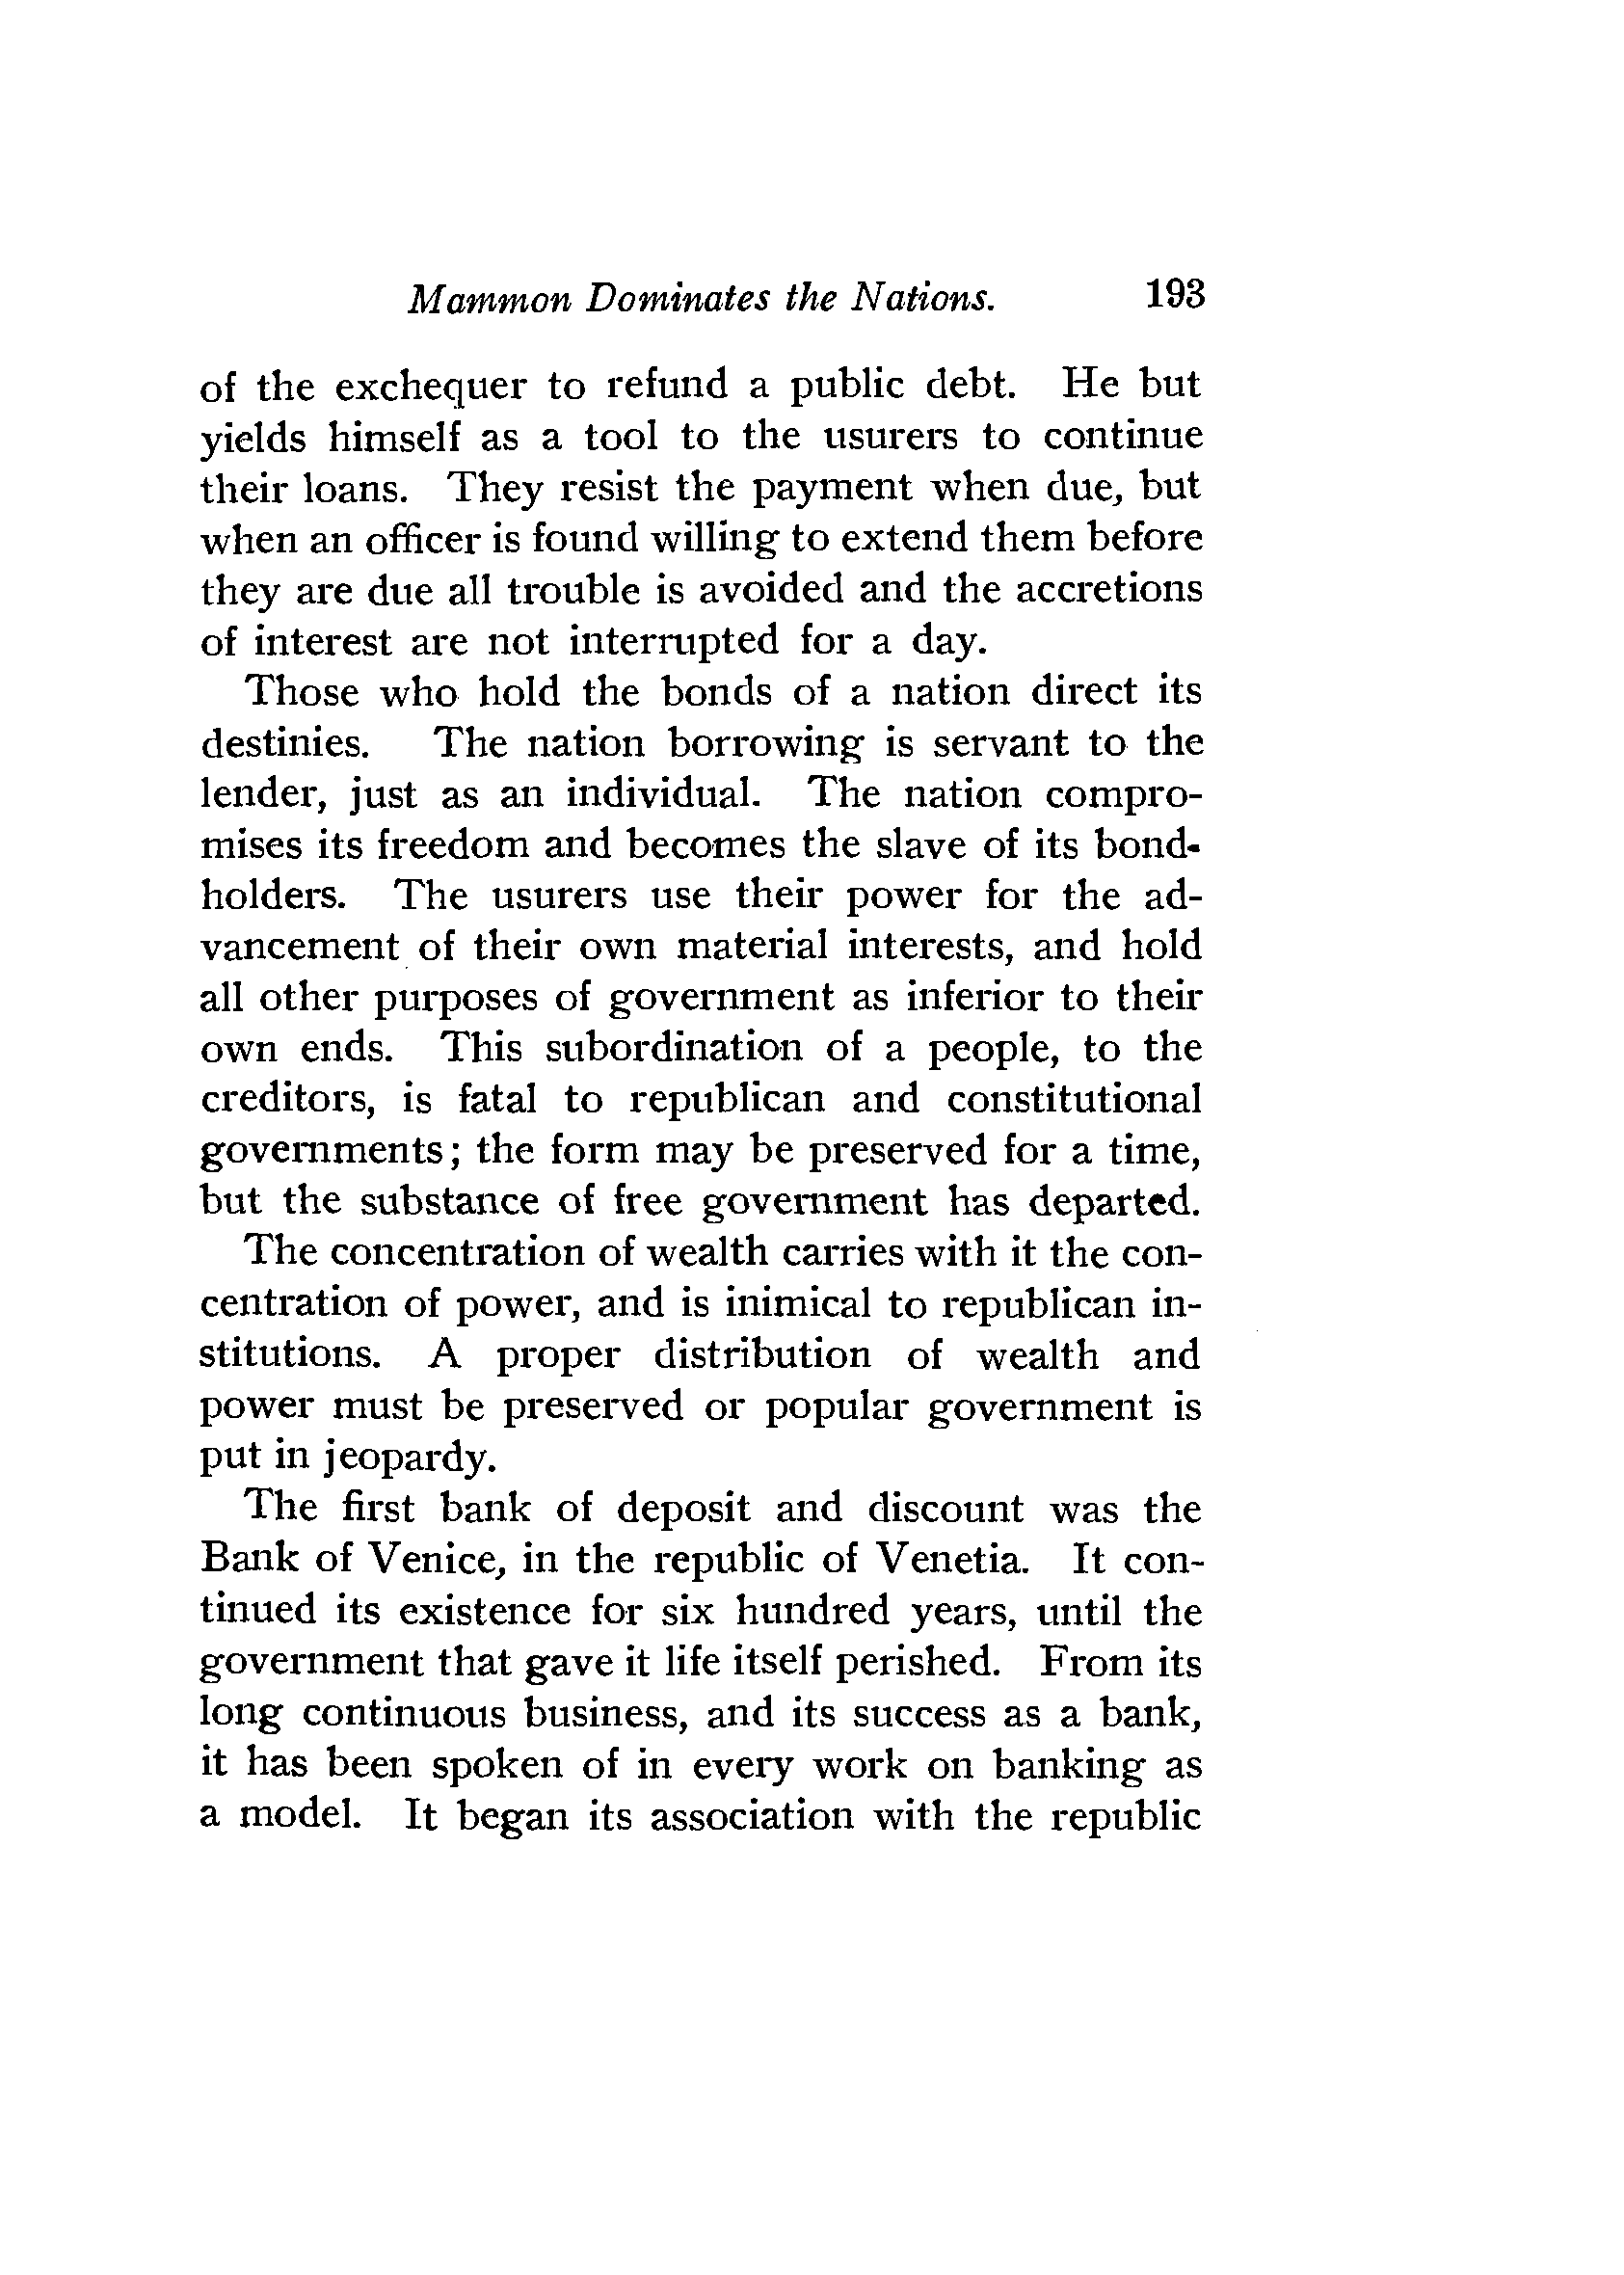 Mammon Dominates the Nations. 193
of the exchequer to refund a public debt. He but
yields himself as a tool to the usurers to continue
their loans. They resist the payment when due, but
when an officer is found willing to extend them before
they are due all trouble is avoided and the accretions
of interest are not interrupted for a day.
Those who hold the bonds of a nation direct its
destinies. The nation borrowing is servant to the
lender, just as an individual. The nation compro-
mises its freedom and becomes the slave of its bond-
holders. The usurers use their power for the ad-
vancement of their own material interests, and hold
all other purposes of government as inferior to their
own ends. This subordination of a people, to the
creditors, is fatal to republican and constitutional
governments; the form may be preserved for a time,
but the substance of free government has departed.
The concentration of wealth carries with it the con-
centration of power, and is inimical to republican in-
stitutions. A proper distribution of wealth and
power must be preserved or popular government is
put in jeopardy.
The first bank of deposit and discount was the
Bank of Venice, in the republic of Venetia. It con-
tinued its existence for six hundred years, until the
government that gave it life itself perished. From its
long continuous business, and its success as a bank,
it has been spoken of in every work on banking as
a model. It began its association with the republic